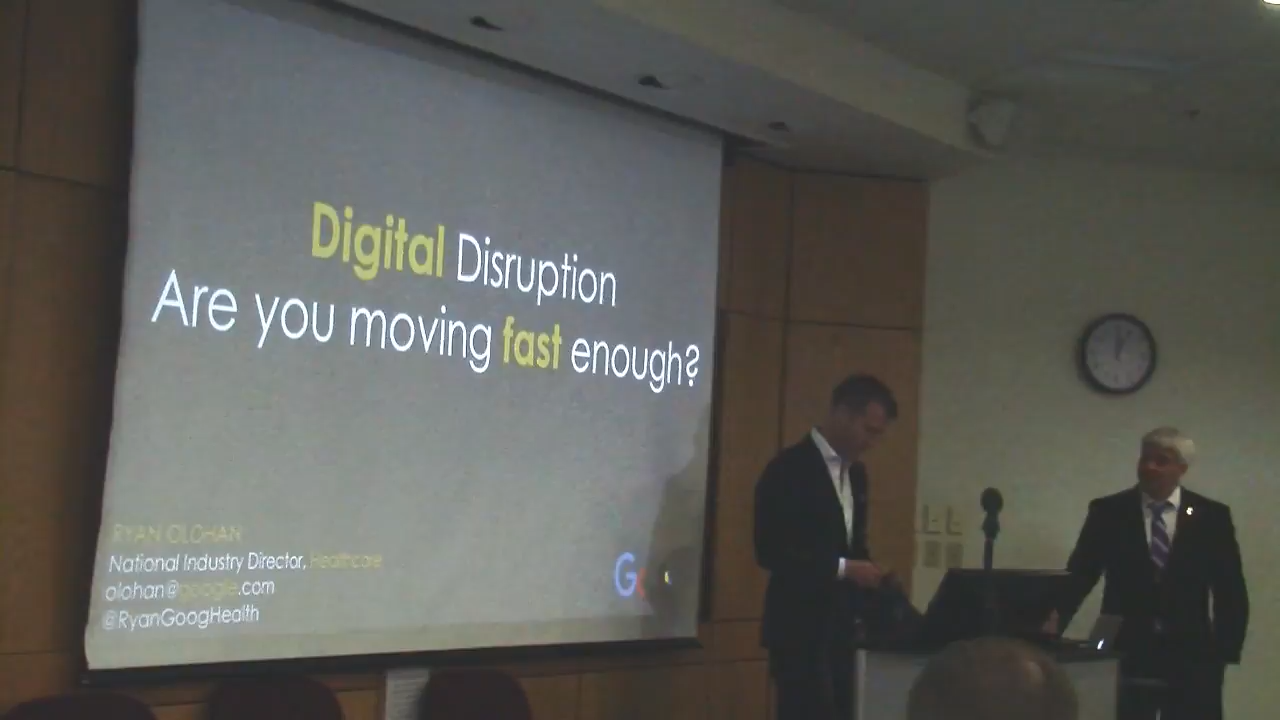 Digital Disruption
Are you moving fast enough?
RYAN OLOHAN
National Industry Director, Healthcare
olohan@google.com
@RyanGoogHealth
G